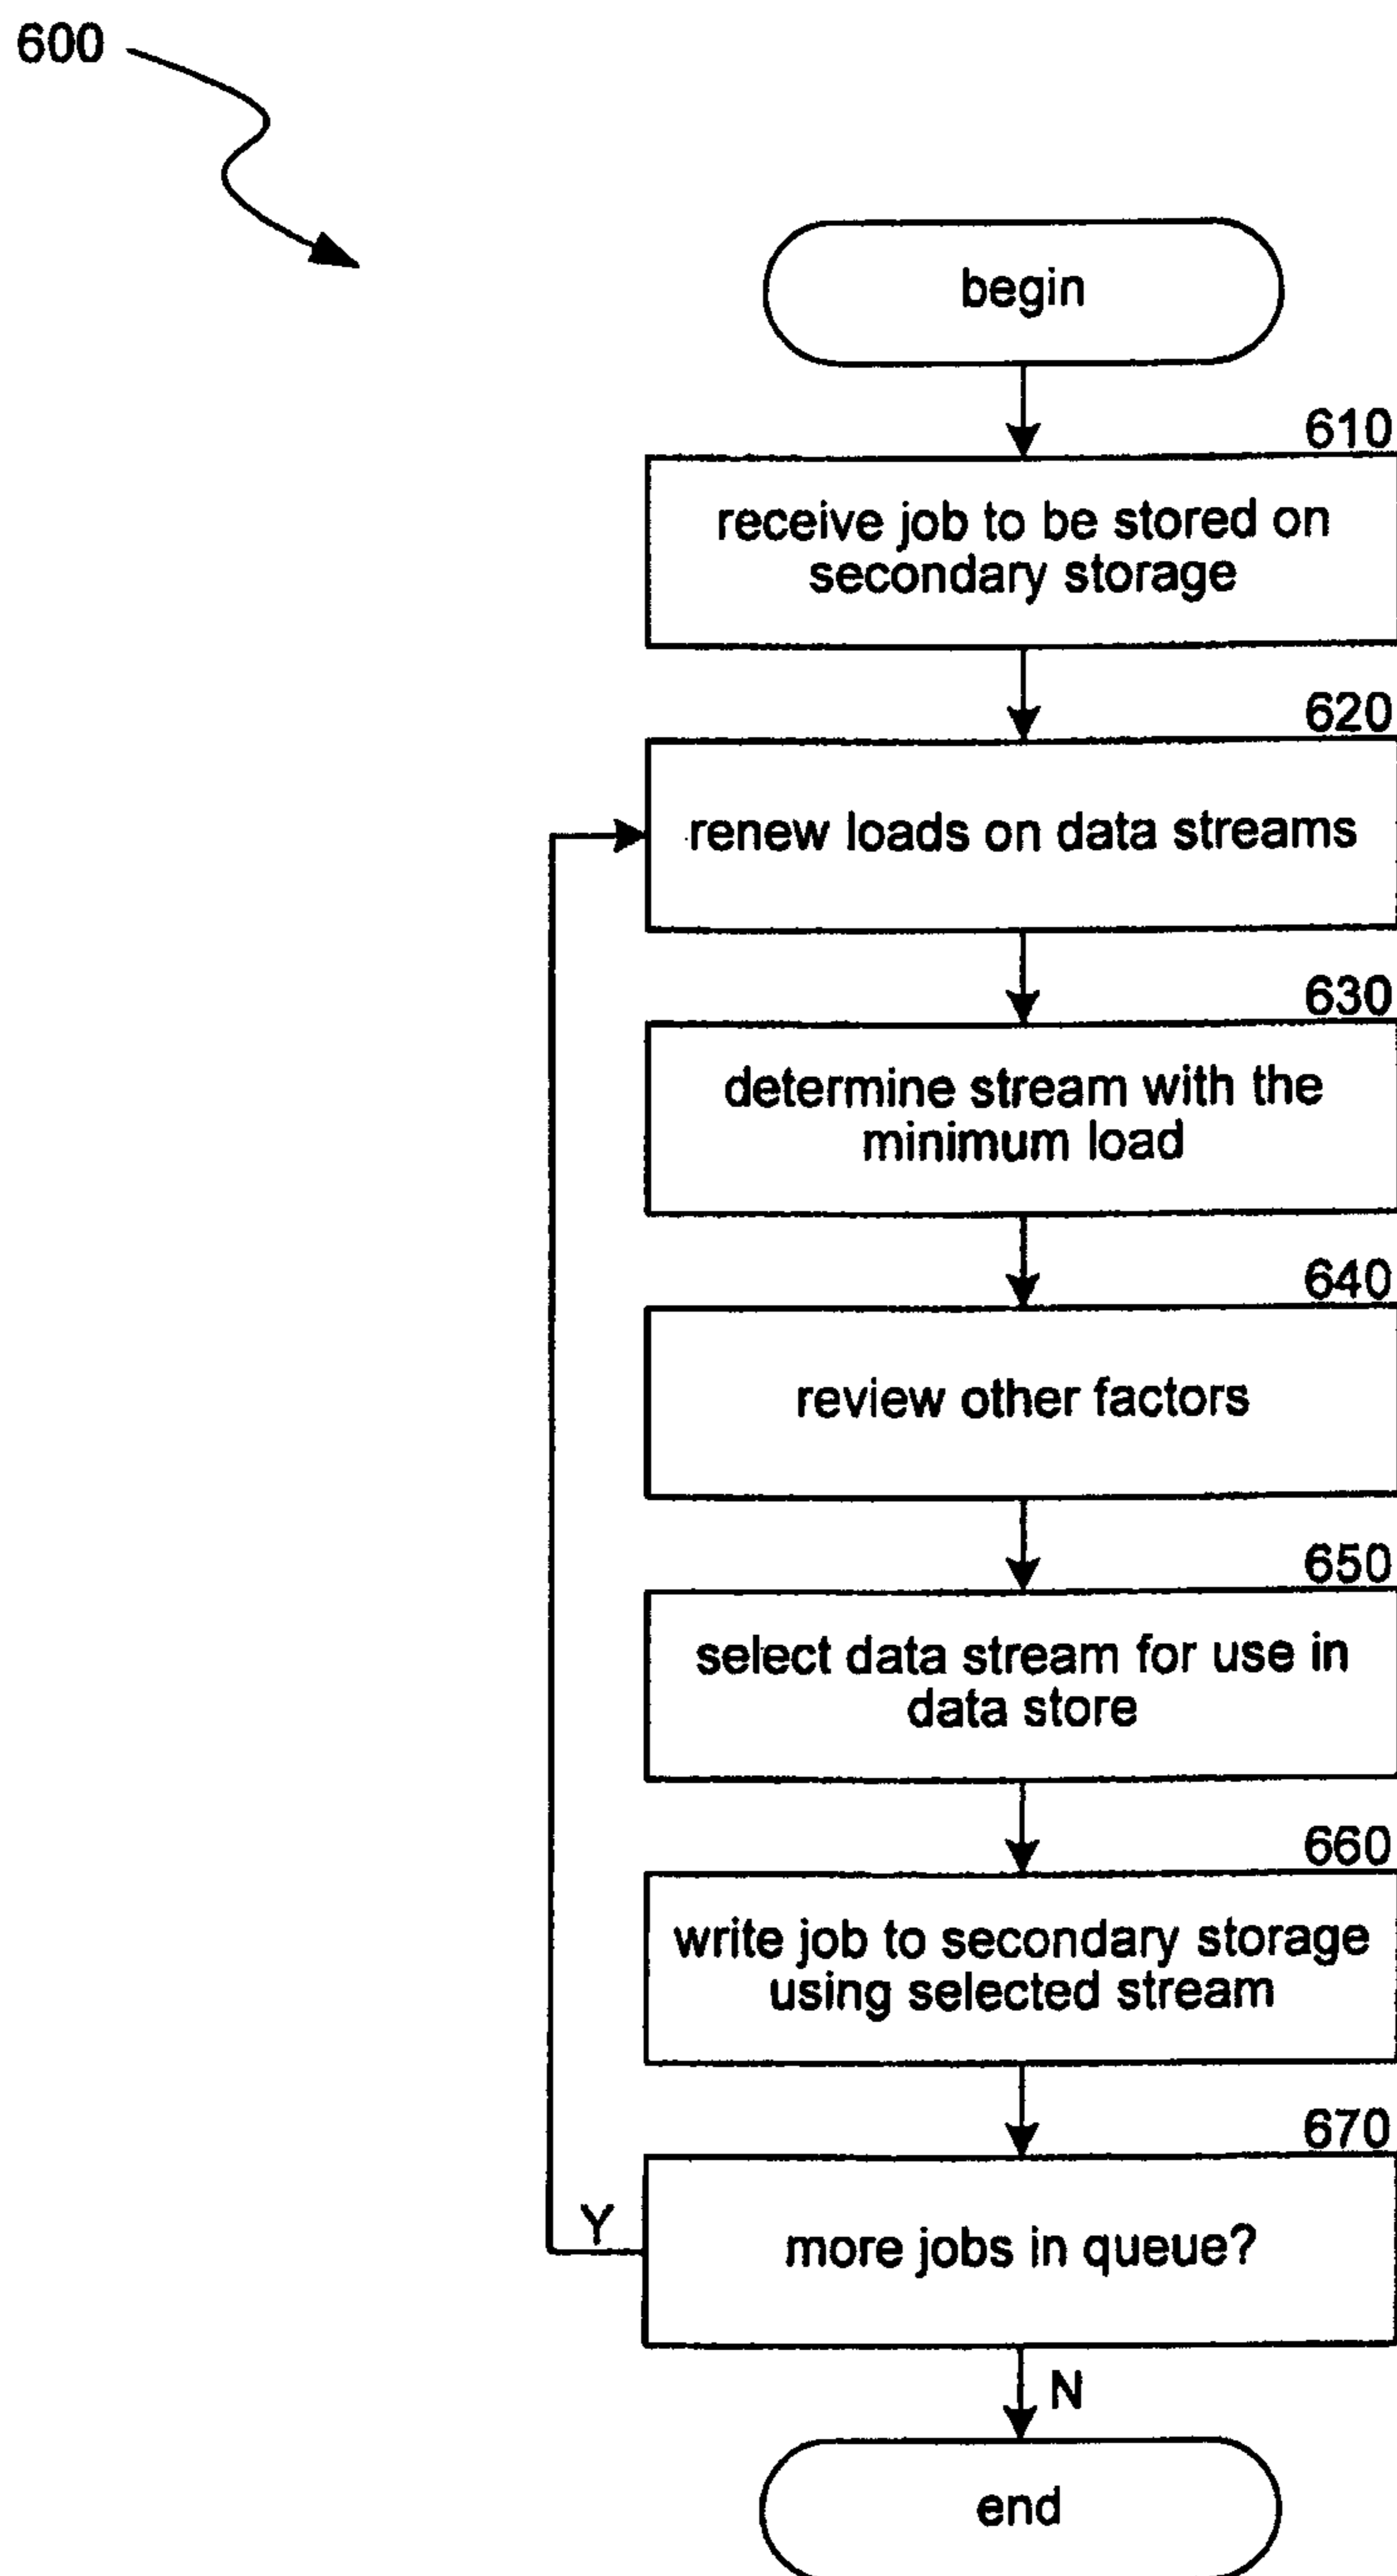 600
begin
610
receive job to be stored on
secondary storage
620
renew loads on data streams
630
determine stream with the
minimum load
640
review other factors
650
select data stream for use in
data store
660
write job to secondary storage
using selected stream
670
more jobs in queue?
Y
N
end